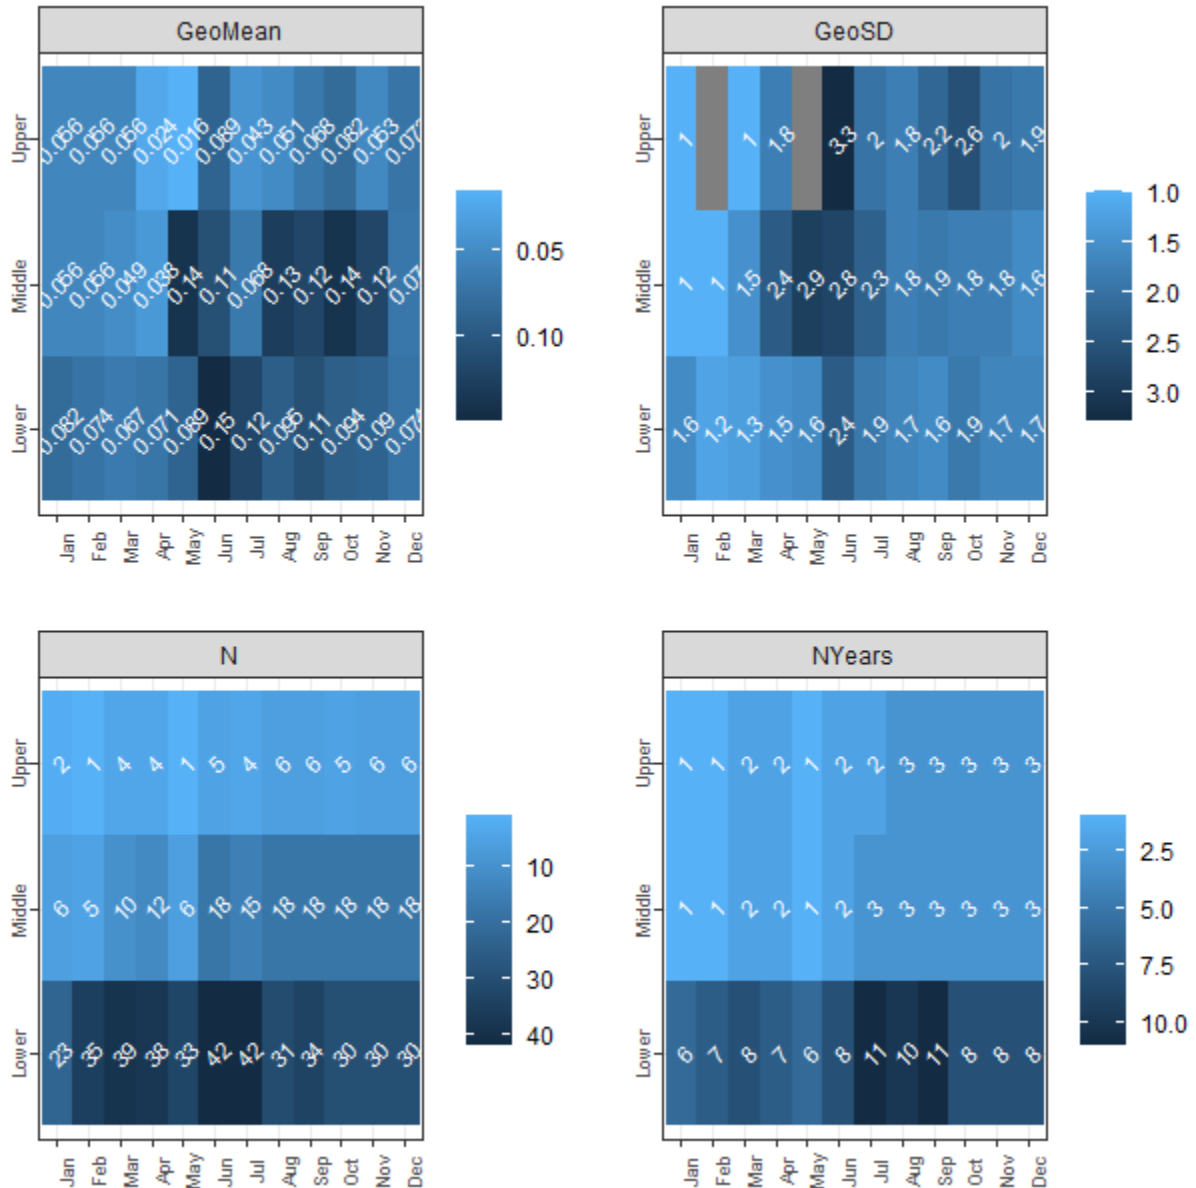 GeoMean
Upper
0.056 0.056 0.056 0.024 0.016 0.089 0.043 0.051 0.068 0.082 0.053
Middle
0.056 0.056 0.049 0.038 0.14 0.11 0.068 0.13 0.12 0.14 0.12 0.07
Lower
0.082 0.074 0.067 0.071 0.089 0.15 0.12 0.095 0.11 0.094 0.09 0.074
Jan Feb Mar Apr May Jun Jul Aug Sep Oct Nov Dec
0.05
0.10
GeoSD
Upper
1 1 1.8 3.3 2 1.8 2.2 2.6 2 1.9
Middle
1 1 1.5 2.4 2.9 2.8 2.3 1.8 1.9 1.8 1.8 1.6
Lower
1.6 1.2 1.3 1.5 1.6 2.4 1.9 1.7 1.6 1.9 1.7 1.7
Jan Feb Mar Apr May Jun Jul Aug Sep Oct Nov Dec
1.0
1.5
2.0
2.5
3.0
N
Upper
2 1 4 4 1 5 4 6 6 5 6 6
Middle
6 5 10 12 6 18 15 18 18 18 18 18
Lower
23 35 39 38 33 42 42 31 34 30 30 30
Jan Feb Mar Apr May Jun Jul Aug Sep Oct Nov Dec
10
20
30
40
NYears
Upper
1 1 2 2 1 2 2 3 3 3 3 3
Middle
1 1 2 2 1 2 3 3 3 3 3 3
Lower
6 7 8 7 6 8 11 10 11 8 8 8
Jan Feb Mar Apr May Jun Jul Aug Sep Oct Nov Dec
2.5
5.0
7.5
10.0